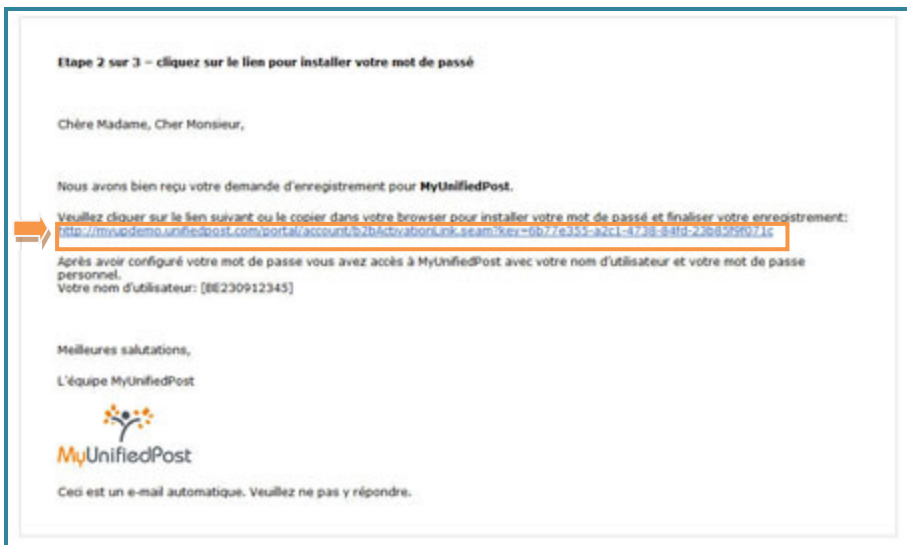 Etape 2 sur 3 – cliquez sur le lien pour installer votre mot de passé
Chère Madame, Cher Monsieur,
Nous avons bien reçu votre demande d'enregistrement pour MyUnifiedPost.
Veuillez cliquer sur le lien suivant ou le copier dans votre browser pour installer votre mot de passé et finaliser votre enregistrement:
http://myupdemo.unifiedpost.com/portal/account/b2bActivationLink.seam?key=6b77e355-a2c1-4738-84fd-23b85f9f071c
Après avoir configuré votre mot de passe vous avez accès à MyUnifiedPost avec votre nom d'utilisateur et votre mot de passe
personnel.
Votre nom d'utilisateur: [BE230912345]
Meilleures salutations,
L'équipe MyUnifiedPost
MyUnifiedPost
Ceci est un e-mail automatique. Veuillez ne pas y répondre.